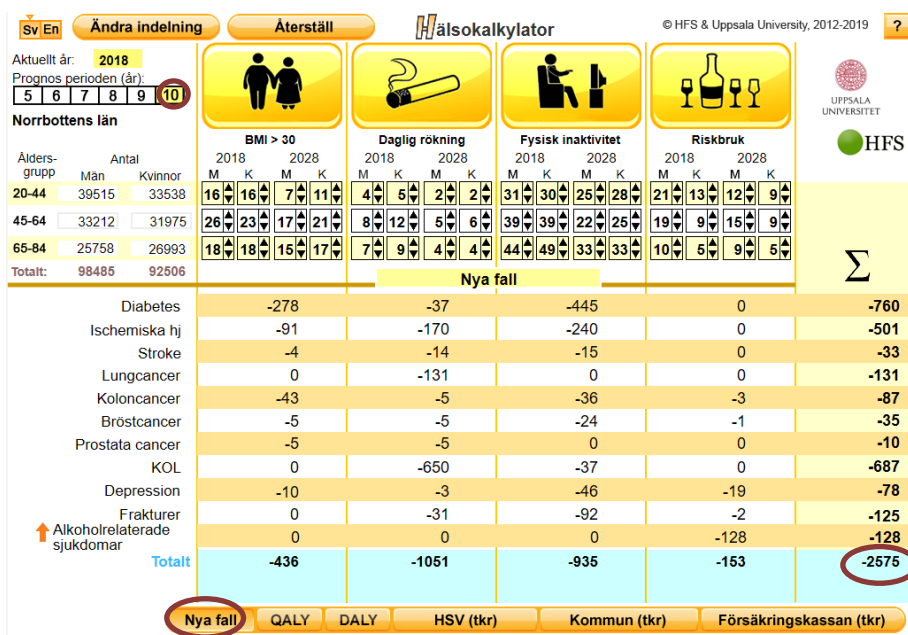 Sv En Ändra indelning Återställ Hälsokalkylator © HFS & Uppsala University, 2012-2019 ?
Aktuellt år: 2018
Prognos perioden (år):
5 6 7 8 9 10
Norrbottens län
UPPSALA
UNIVERSITET
HFS
BMI > 30 Daglig rökning Fysisk inaktivitet Riskbruk
Ålders- Antal 2018 2028 2018 2028 2018 2028 2018 2028
grupp Män Kvinnor M K M K M K M K M K M K M K M K
20-44 39515 33538 16 16 7 11 4 5 2 2 31 30 25 28 21 13 12 9
45-64 33212 31975 26 23 17 21 8 12 5 6 39 39 22 25 19 9 15 9
65-84 25758 26993 18 18 15 17 7 9 4 4 44 49 33 33 10 5 9 5
Totalt: 98485 92506 Σ
Nya fall
Diabetes -278 -37 -445 0 -760
Ischemiska hj -91 -170 -240 0 -501
Stroke -4 -14 -15 0 -33
Lungcancer 0 -131 0 0 -131
Koloncancer -43 -5 -36 -3 -87
Bröstcancer -5 -5 -24 -1 -35
Prostata cancer -5 -5 0 0 -10
KOL 0 -650 -37 0 -687
Depression -10 -3 -46 -19 -78
Frakturer 0 -31 -92 -2 -125
Alkoholrelaterade
sjukdomar 0 0 0 -128 -128
Totalt -436 -1051 -935 -153 -2575
Nya fall QALY DALY HSV (tkr) Kommun (tkr) Försäkringskassan (tkr)